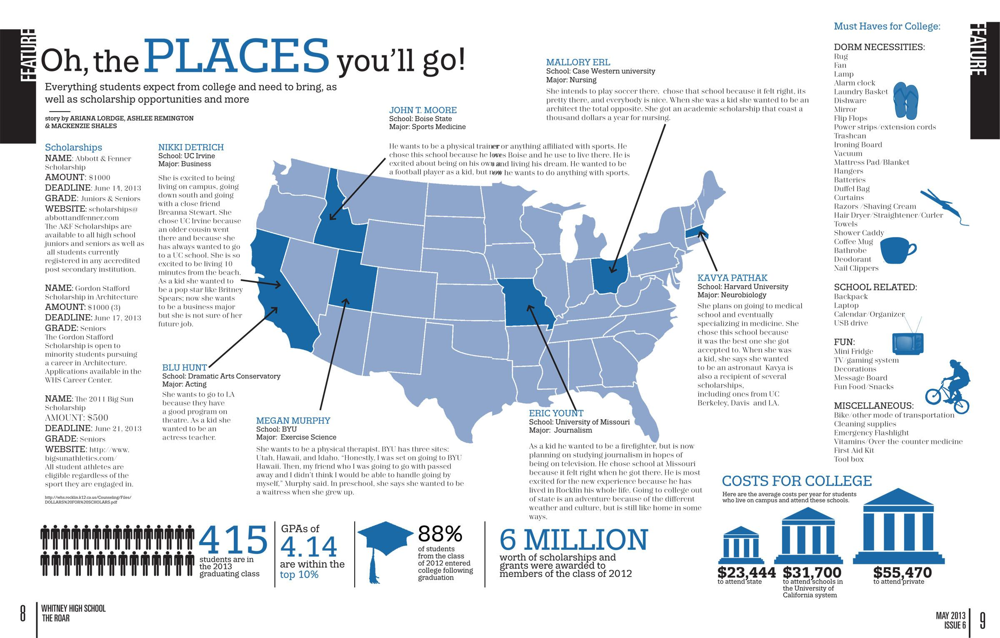 FEATURE
Oh, the PLACES you'll go!
Everything students expect from college and need to bring, as
well as scholarship opportunities and more
story by ARIANA LORDGE, ASHLEE REMINGTON
& MACKENZIE SHALES
Scholarships
NAME: Abbott & Fenner
Scholarship
AMOUNT: $1000
DEADLINE: June 14, 2013
GRADE: Juniors & Seniors
WEBSITE: scholarships@
abbottandfenner.com
The A&F Scholarships are
available to all high school
juniors and seniors as well as
all students currently
registered in any accredited
post secondary institution.
NAME: Gordon Stafford
Scholarship in Architecture
AMOUNT: $1000 (3)
DEADLINE: June 17, 2013
GRADE: Seniors
The Gordon Stafford
Scholarship is open to
minority students pursuing
a career in Architecture.
Applications available in the
WHS Career Center.
NAME: The 2011 Big Sun
Scholarship
AMOUNT: $500
DEADLINE: June 21, 2013
GRADE: Seniors
WEBSITE: http://www.
bigsunathletics.com/
All student athletes are
eligible regardless of the
sport they are engaged in.
http://whs.rocklin.k12.ca.us/Counseling/Files/
DOLLARS%20FOR%20SCHOLARS.pdf
NIKKI DETRICH
School: UC Irvine
Major: Business
She is excited to being
living on campus, going
down south and going
with a close friend
Breanna Stewart. She
chose UC Irvine because
an older cousin went
there and because she
has always wanted to go
to a UC school. She is so
excited to be living 10
minutes from the beach.
As a kid she wanted to
be a pop star like Britney
Spears; now she wants
to be a business major
but she is not sure of her
future job.
BLU HUNT
School: Dramatic Arts Conservatory
Major: Acting
She wants to go to LA
because they have
a good program on
theatre. As a kid she
wanted to be an
actress teacher.
MEGAN MURPHY
School: BYU
Major: Exercise Science
She wants to be a physical therapist. BYU has three sites:
Utah, Hawaii, and Idaho. “Honestly, I was set on going to BYU
Hawaii. Then, my friend who I was going to go with passed
away and I didn't think I would be able to handle going by
myself,” Murphy said. In preschool, she says she wanted to be
a waitress when she grew up.
JOHN T. MOORE
School: Boise State
Major: Sports Medicine
He wants to be a physical trainer or anything affiliated with sports. He
chose this school because he loves Boise and he use to live there. He is
excited about being on his own and living his dream. He wanted to be
a football player as a kid, but now he wants to do anything with sports.
MALLORY ERL
School: Case Western university
Major: Nursing
She intends to play soccer there. chose that school because it felt right, its
pretty there, and everybody is nice. When she was a kid she wanted to be an
architect the total opposite. She got an academic scholarship that coast a
thousand dollars a year for nursing.
KAVYA PATHAK
School: Harvard University
Major: Neurobiology
She plans on going to medical
school and eventually
specializing in medicine. She
chose this school because
it was the best one she got
accepted to. When she was
a kid, she says she wanted
to be an astronaut Kavya is
also a recipient of several
scholarships,
including ones from UC
Berkeley, Davis and LA.
ERIC YOUNT
School: University of Missouri
Major: Journalism
As a kid he wanted to be a firefighter, but is now
planning on studying journalism in hopes of
being on television. He chose school at Missouri
because it felt right when he got there. He is most
excited for the new experience because he has
lived in Rocklin his whole life. Going to college out
of state is an adventure because of the different
weather and culture, but is still like home in some
ways.
FEATURE
Must Haves for College:
DORM NECESSITIES:
Rug
Fan
Lamp
Alarm clock
Laundry Basket
Dishware
Mirror
Flip Flops
Power strips/extension cords
Trashcan
Ironing Board
Vacuum
Mattress Pad/Blanket
Hangers
Batteries
Duffel Bag
Curtains
Razors /Shaving Cream
Hair Dryer/Straightener/Curler
Towels
Shower Caddy
Coffee Mug
Bathrobe
Deodorant
Nail Clippers
SCHOOL RELATED:
Backpack
Laptop
Calendar/Organizer
USB drive
FUN:
Mini Fridge
TV/gaming system
Decorations
Message Board
Fun Food/Snacks
MISCELLANEOUS:
Bike/other mode of transportation
Cleaning supplies
Emergency Flashlight
Vitamins/Over-the-counter medicine
First Aid Kit
Tool box
415
students are in
the 2013
graduating class
GPAs of
4.14
are within the
top 10%
88%
of students
from the class
of 2012 entered
college following
graduation
6 MILLION
worth of scholarships and
grants were awarded to
members of the class of 2012
COSTS FOR COLLEGE
Here are the average costs per year for students
who live on campus and attend these schools.
$23,444
to attend state
$31,700
to attend schools in
the University of
California system
$55,470
to attend private
8
WHITNEY HIGH SCHOOL
THE ROAR
MAY 2013
ISSUE 6
9